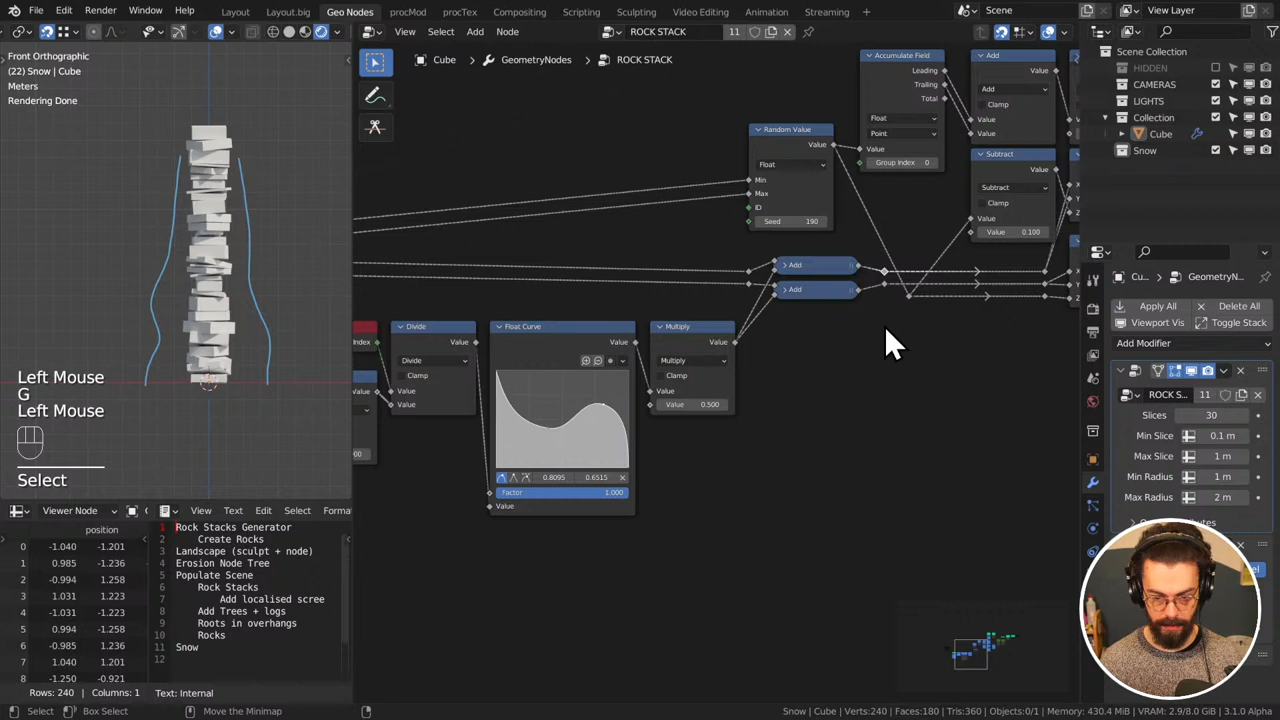 File Edit Render Window Help Layout Layout.big Geo Nodes procMod procTex Compositing Scripting Sculpting Video Editing Animation Streaming + Scene View Layer
View Select Add Node ROCK STACK 11
Front Orthographic
(22) Snow | Cube
Meters
Rendering Done
Cube GeometryNodes ROCK STACK
Accumulate Field
Leading
Trailing
Total
Float
Point
Value
Group Index 0
Add
Value
Add
Clamp
Value
Value
Random Value
Value
Float
Min
Max
ID
Seed 190
Subtract
Value
Subtract
Clamp
Value
Value 0.100
Add
Add
Index
Divide
Value
Divide
Clamp
Value
Value
Float Curve
Value
0.8095 0.6515
Factor 1.000
Value
Multiply
Value
Multiply
Clamp
Value
Value 0.500
Left Mouse
G
Left Mouse
Select
Scene Collection
HIDDEN
CAMERAS
LIGHTS
Collection
Cube
Snow
Cu... GeometryN...
Apply All Delete All
Viewport Vis Toggle Stack
Add Modifier
ROCK S... 11
Slices 30
Min Slice 0.1 m
Max Slice 1 m
Min Radius 1 m
Max Radius 2 m
Viewer Node View Text Edit Select Format
position
0 -1.040 -1.201
1 0.985 -1.236
2 -0.994 1.258
3 1.031 1.223
4 -1.031 -1.223
5 0.994 -1.258
6 -0.985 1.236
7 1.040 1.201
8 -1.250 -0.921
1 Rock Stacks Generator
2 Create Rocks
3 Landscape (sculpt + node)
4 Erosion Node Tree
5 Populate Scene
6 Rock Stacks
7 Add localised scree
8 Add Trees + logs
9 Roots in overhangs
10 Rocks
11 Snow
12
Rows: 240 Columns: 1 Text: Internal
Select Box Select Move the Minimap Snow | Cube | Verts:240 | Faces:180 | Tris:360 | Objects:0/1 | Memory: 430.4 MiB | VRAM: 2.9/8.0 GiB | 3.1.0 Alpha